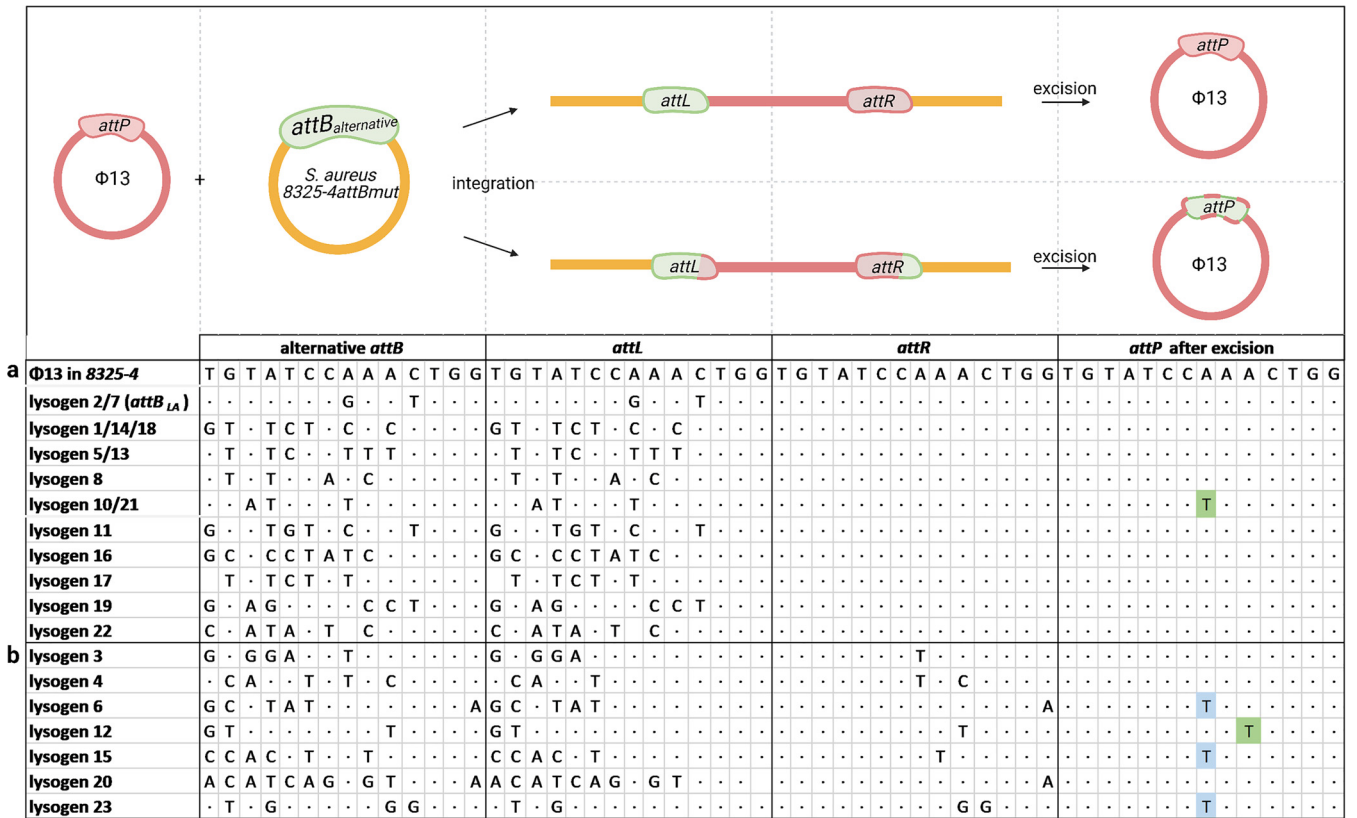 attP
Φ13
+
attB alternative
S. aureus
8325-4attBmut
integration
attL
attR
excision
attP
Φ13
attL
attR
excision
attP
Φ13
alternative attB attL attR attP after excision
a Φ13 in 8325-4 T G T A T C C A A A C T G G T G T A T C C A A A C T G G T G T A T C C A A A C T G G T G T A T C C A A A C T G G
lysogen 2/7 (attB LA) · · · · · · · G · · T · · · · · · · · · · G · · T · · · · · · · · · · · · · · · · · · · · · · · · · · · · · · ·
lysogen 1/14/18 G T · T C T · C · C · · · · G T · T C T · C · C · · · · · · · · · · · · · · · · · · · · · · · · · · · · · · · ·
lysogen 5/13 · T · T C · · T T T · · · · · T · T C · · T T T · · · · · · · · · · · · · · · · · · · · · · · · · · · · · · · ·
lysogen 8 · T · T · · A · C · · · · · · T · T · · A · C · · · · · · · · · · · · · · · · · · · · · · · · · · · · · · · · ·
lysogen 10/21 · · A T · · · T · · · · · · · · A T · · · T · · · · · · · · · · · · · · · · · · · · · · · · · · · T · · · · · ·
lysogen 11 G · · T G T · C · · T · · · G · · T G T · C · · T · · · · · · · · · · · · · · · · · · · · · · · · · · · · · · ·
lysogen 16 G C · C C T A T C · · · · · G C · C C T A T C · · · · · · · · · · · · · · · · · · · · · · · · · · · · · · · · ·
lysogen 17 T · T C T · T · · · · · · T · T C T · T · · · · · · · · · · · · · · · · · · · · · · · · · · · · · · · · · ·
lysogen 19 G · A G · · · · C C T · · · G · A G · · · · C C T · · · · · · · · · · · · · · · · · · · · · · · · · · · · · · ·
lysogen 22 C · A T A · T · C · · · · · C · A T A · T · C · · · · · · · · · · · · · · · · · · · · · · · · · · · · · · · · ·
b lysogen 3 G · G G A · · T · · · · · · G · G G A · · · · · · · · · · · · · · · · T · · · · · · · · · · · · · · · · · · · ·
lysogen 4 · C A · · T · T · C · · · · · C A · · T · · · · · · · · · · · · · · · T · C · · · · · · · · · · · · · · · · · ·
lysogen 6 G C · T A T · · · · · · · A G C · T A T · · · · · · · · · · · · · · · · · · · · · A · · · · · · · T · · · · · ·
lysogen 12 G T · · · · · · · T · · · · G T · · · · · · · · · · · · · · · · · · · · · T · · · · · · · · · · · · · T · · · ·
lysogen 15 C C A C · T · · T · · · · · C C A C · T · · · · · · · · · · · · · · · · T · · · · · · · · · · · · T · · · · · ·
lysogen 20 A C A T C A G · G T · · · A A C A T C A G · G T · · · · · · · · · · · · · · · · · A · · · · · · · · · · · · · ·
lysogen 23 · T · G · · · · · G G · · · · T · G · · · · · · · · · · · · · · · · · · · G G · · · · · · · · · · T · · · · · ·